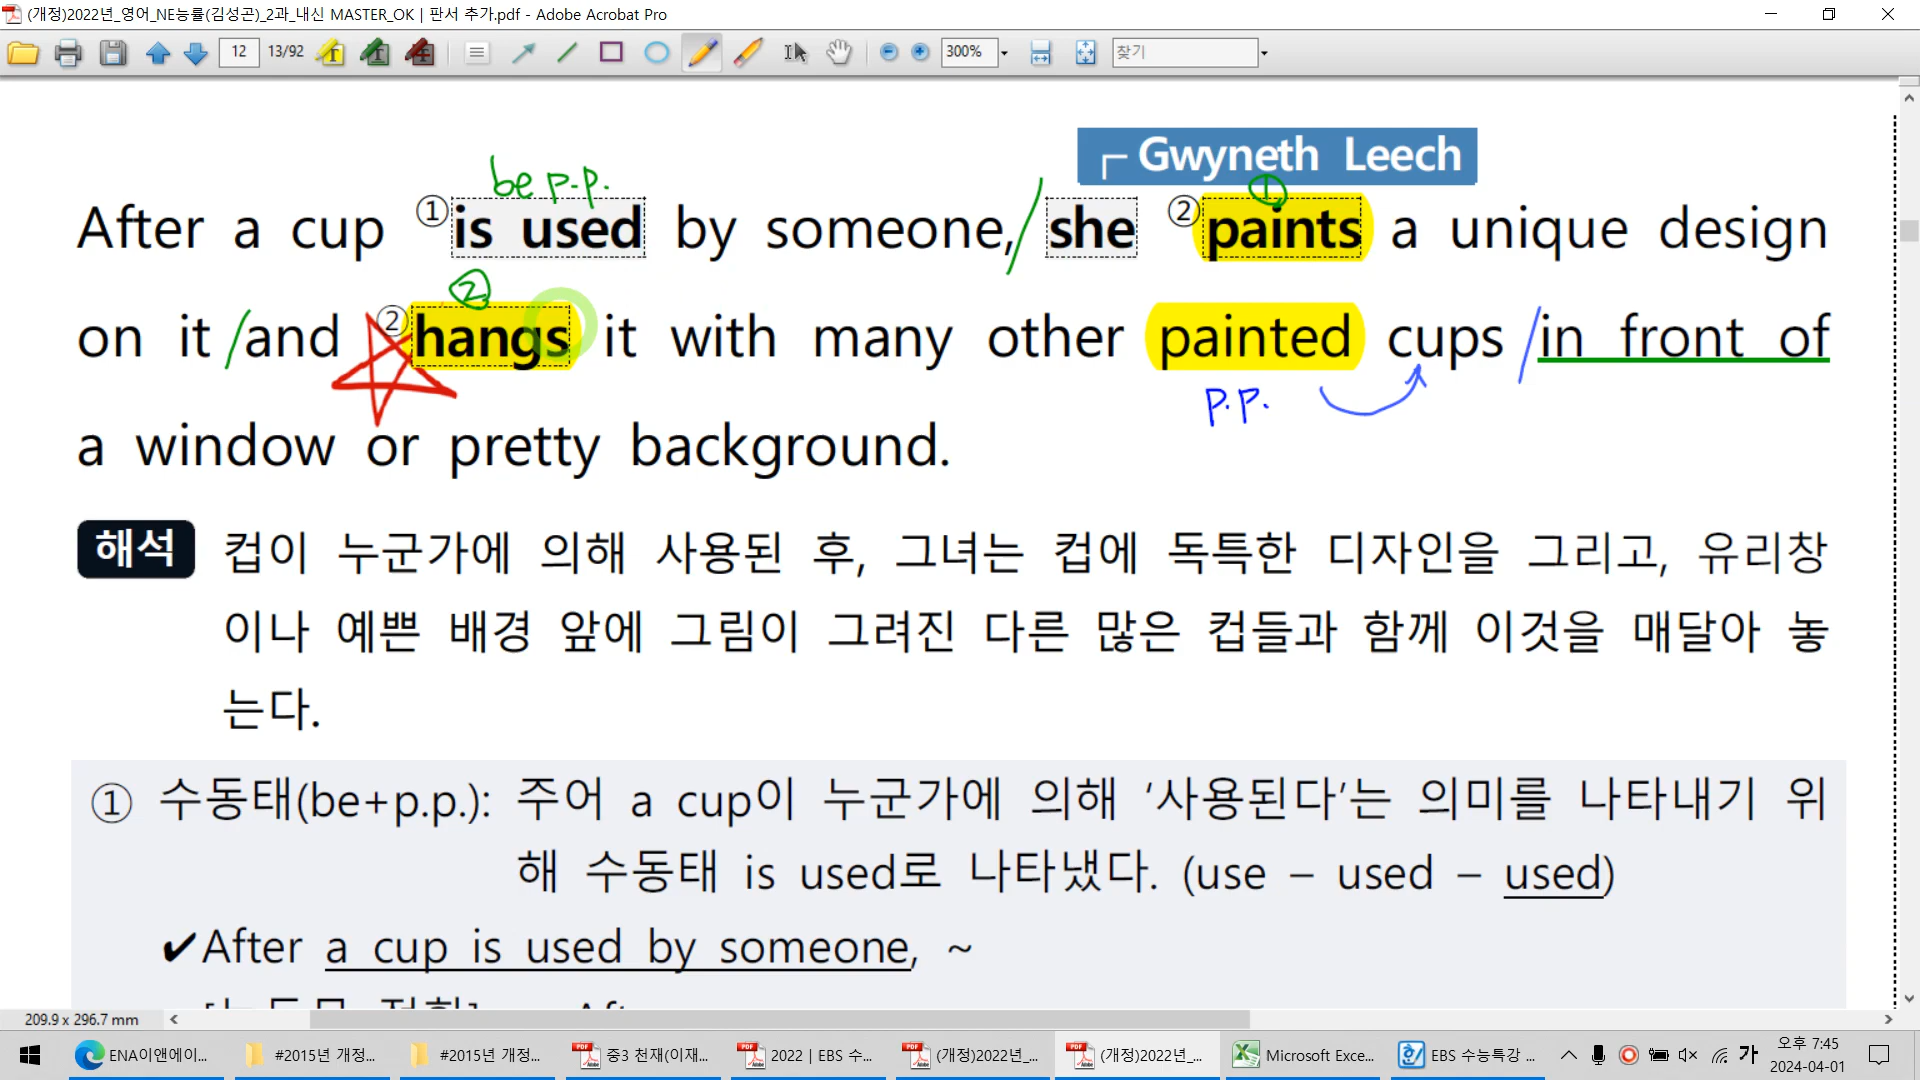 (개정)2022년_영어_NE능률(김성곤)_2과_내신 MASTER_OK | 판서 추가.pdf - Adobe Acrobat Pro
12 13/92 300% 찾기
┌ Gwyneth Leech
be p.p. ①
After a cup ①is used by someone, / she ②paints a unique design
②
on it / and ②hangs it with many other painted cups / in front of
p.p.
a window or pretty background.
해석 컵이 누군가에 의해 사용된 후, 그녀는 컵에 독특한 디자인을 그리고, 유리창
이나 예쁜 배경 앞에 그림이 그려진 다른 많은 컵들과 함께 이것을 매달아 놓
는다.
① 수동태(be+p.p.): 주어 a cup이 누군가에 의해 ‘사용된다’는 의미를 나타내기 위
해 수동태 is used로 나타냈다. (use – used – used)
✔After a cup is used by someone, ~
209.9 x 296.7 mm
ENA이앤에이... #2015년 개정... #2015년 개정... 중3 천재(이재... 2022 | EBS 수... (개정)2022년_... (개정)2022년_... Microsoft Exce... EBS 수능특강 ... 가 오후 7:45
2024-04-01